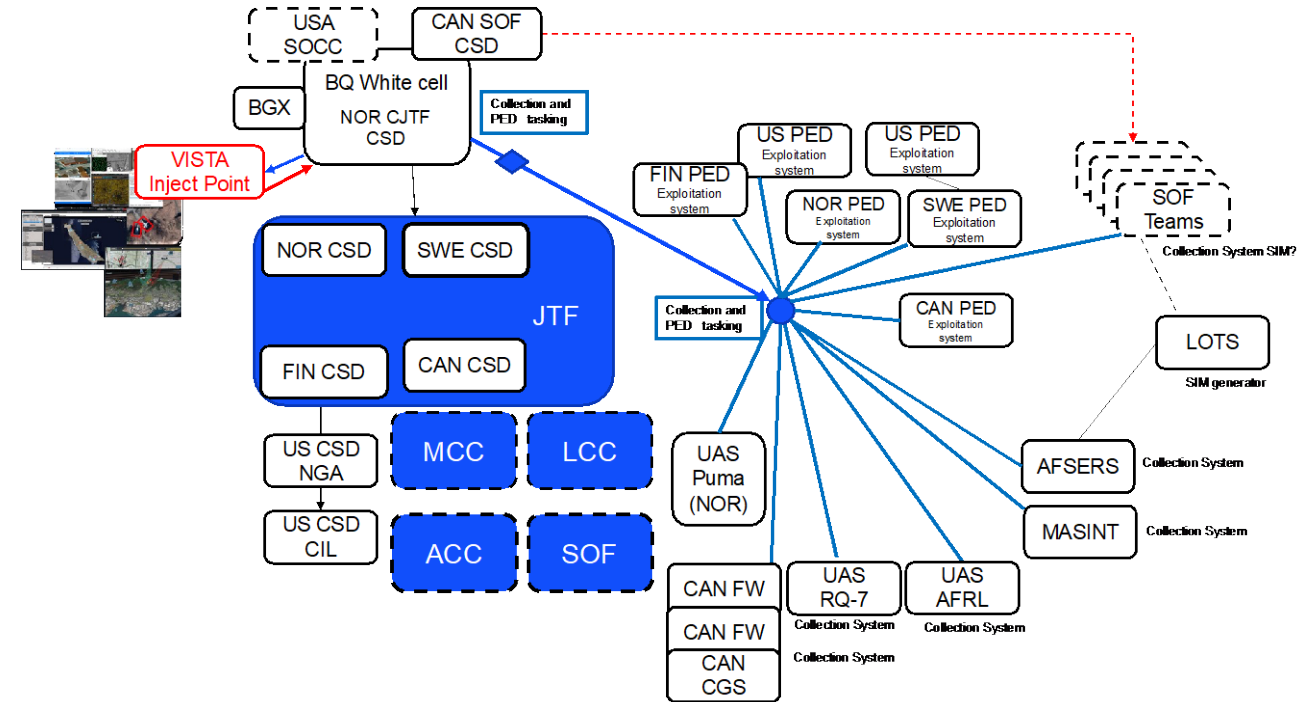 USA
SOCC
CAN SOF
CSD
BQ White cell
NOR CJTF
CSD
BGX
Collection and
PED tasking
VISTA
Inject Point
US PED
Exploitation
system
US PED
Exploitation
system
FIN PED
Exploitation
system
NOR PED
Exploitation
system
SWE PED
Exploitation
system
SOF
Teams
Collection System SIM?
NOR CSD
SWE CSD
JTF
FIN CSD
CAN CSD
Collection and
PED tasking
CAN PED
Exploitation
system
LOTS
SIM generator
US CSD
NGA
MCC
LCC
UAS
Puma
(NOR)
AFSERS
Collection System
US CSD
CIL
ACC
SOF
MASINT
Collection System
CAN FW
UAS
RQ-7
Collection System
UAS
AFRL
Collection System
CAN FW
CAN
CGS
Collection System